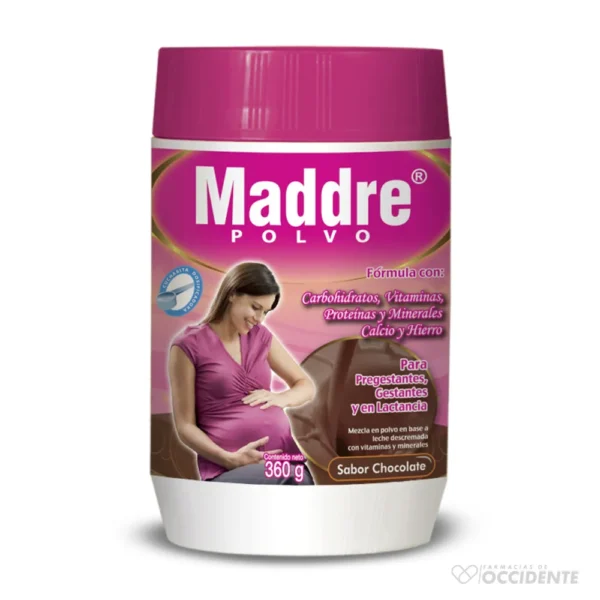 Maddre®
POLVO
Fórmula con:
Carbohidratos, Vitaminas,
Proteínas y Minerales
Calcio y Hierro
Para
Pregestantes,
Gestantes
y en Lactancia
Mezcla en polvo en base a
leche descremada
con vitaminas y minerales
Contenido neto
360 g
Sabor Chocolate
FARMACIAS DE
OCCIDENTE